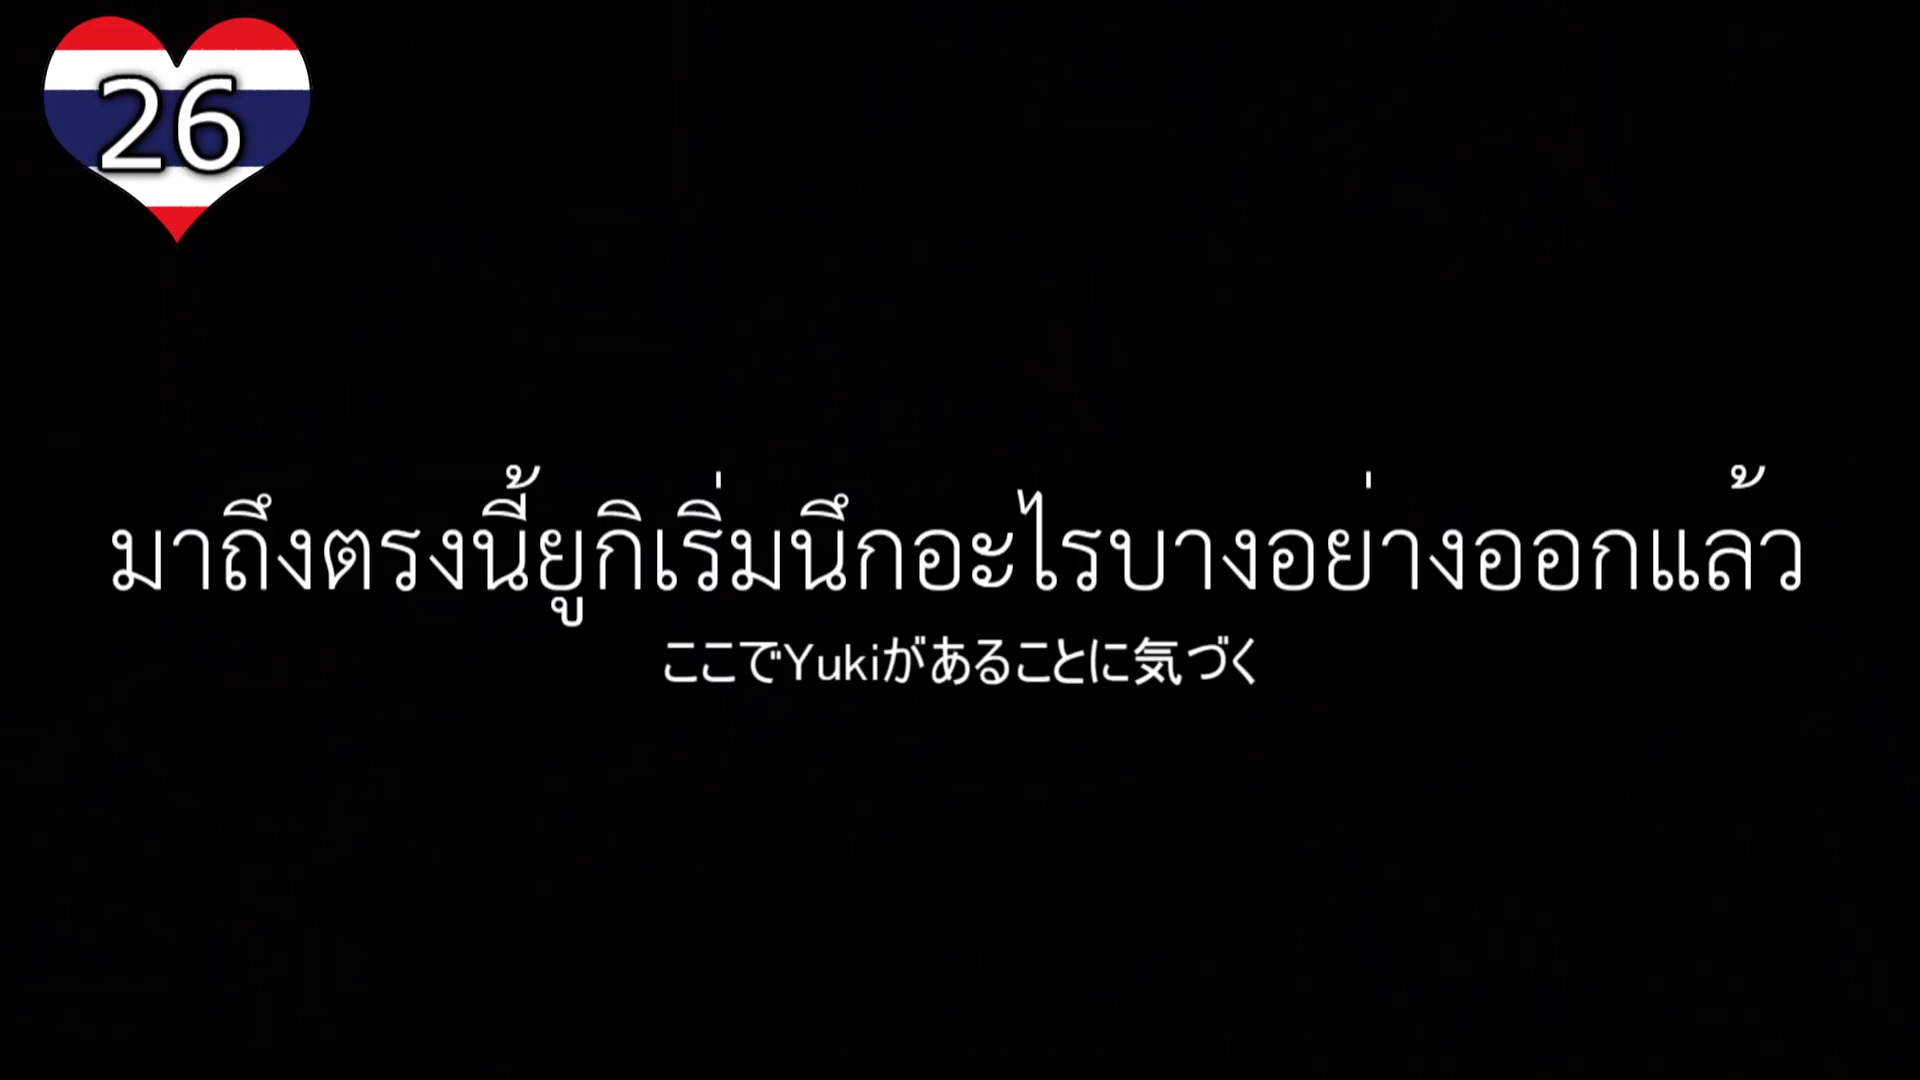 26
มาถึงตรงนี้ยูกิเริ่มนึกอะไรบางอย่างออกแล้ว
ここでYukiがあることに気づく